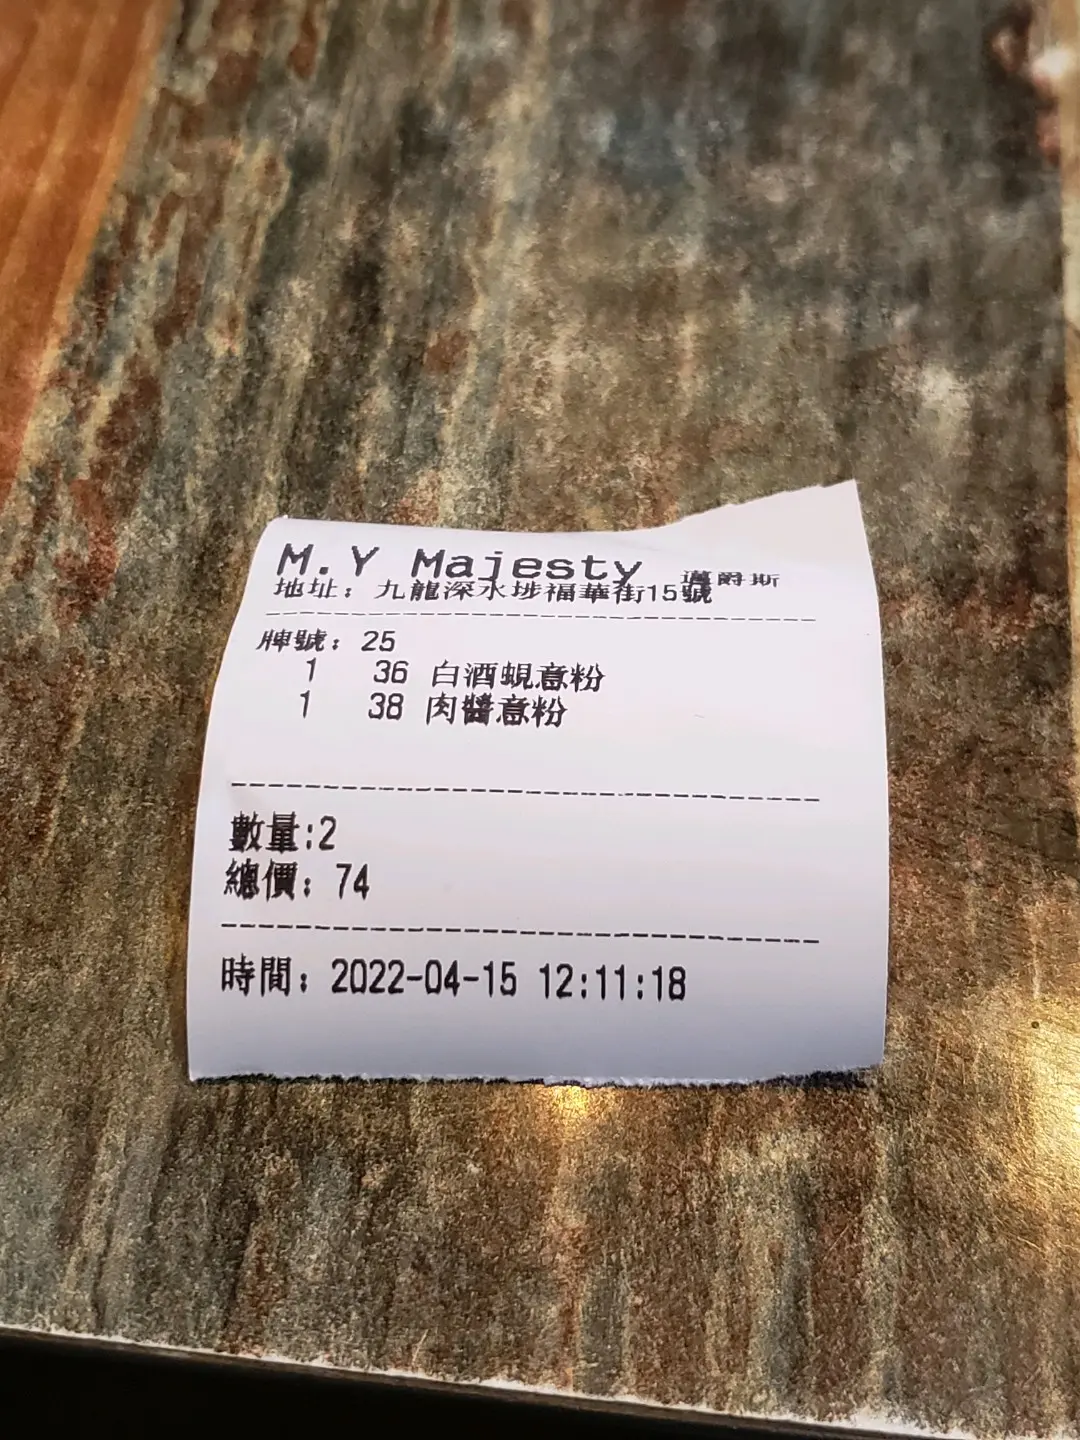 M.Y Majesty 邁爵斯
地址：九龍深水埗福華街15號
牌號：25
1 36 白酒蜆意粉
1 38 肉醬意粉
數量:2
總價：74
時間：2022-04-15 12:11:18